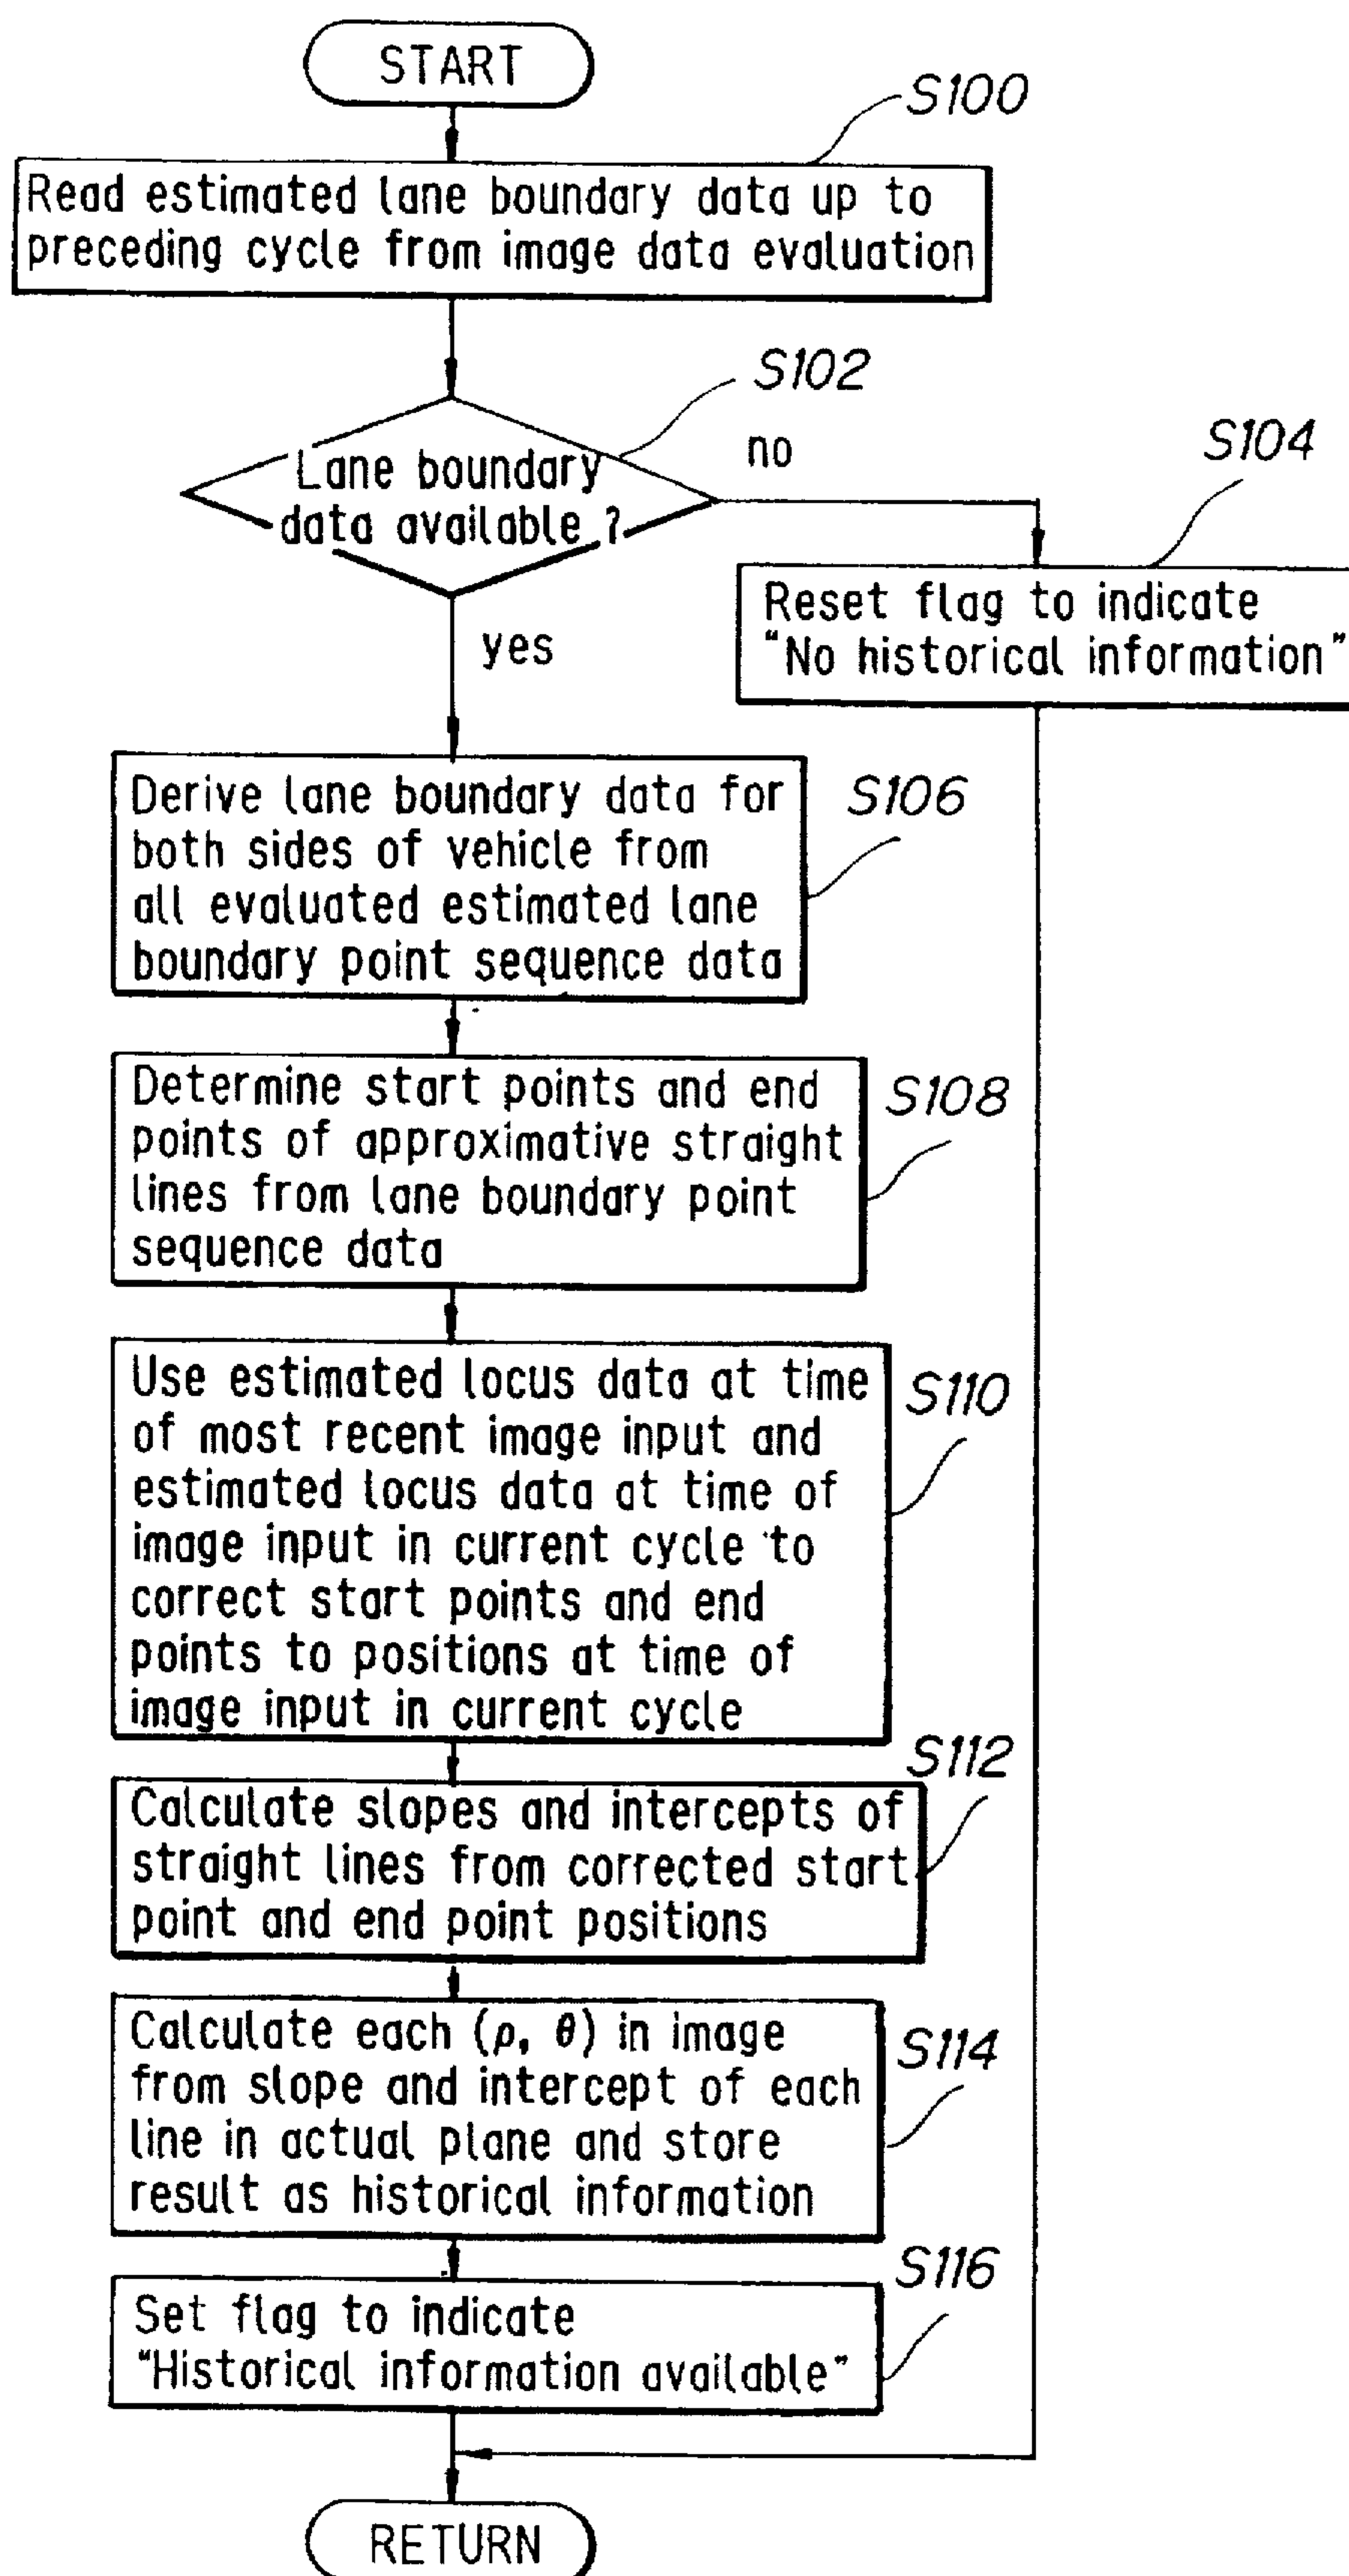 START
S100
Read estimated lane boundary data up to
preceding cycle from image data evaluation
S102
Lane boundary
data available ?
no
S104
Reset flag to indicate
“No historical information”
yes
Derive lane boundary data for
both sides of vehicle from
all evaluated estimated lane
boundary point sequence data
S106
Determine start points and end
points of approximative straight
lines from lane boundary point
sequence data
S108
Use estimated locus data at time
of most recent image input and
estimated locus data at time of
image input in current cycle to
correct start points and end
points to positions at time of
image input in current cycle
S110
S112
Calculate slopes and intercepts of
straight lines from corrected start
point and end point positions
Calculate each (ρ, θ) in image
from slope and intercept of each
line in actual plane and store
result as historical information
S114
S116
Set flag to indicate
“Historical information available”
RETURN